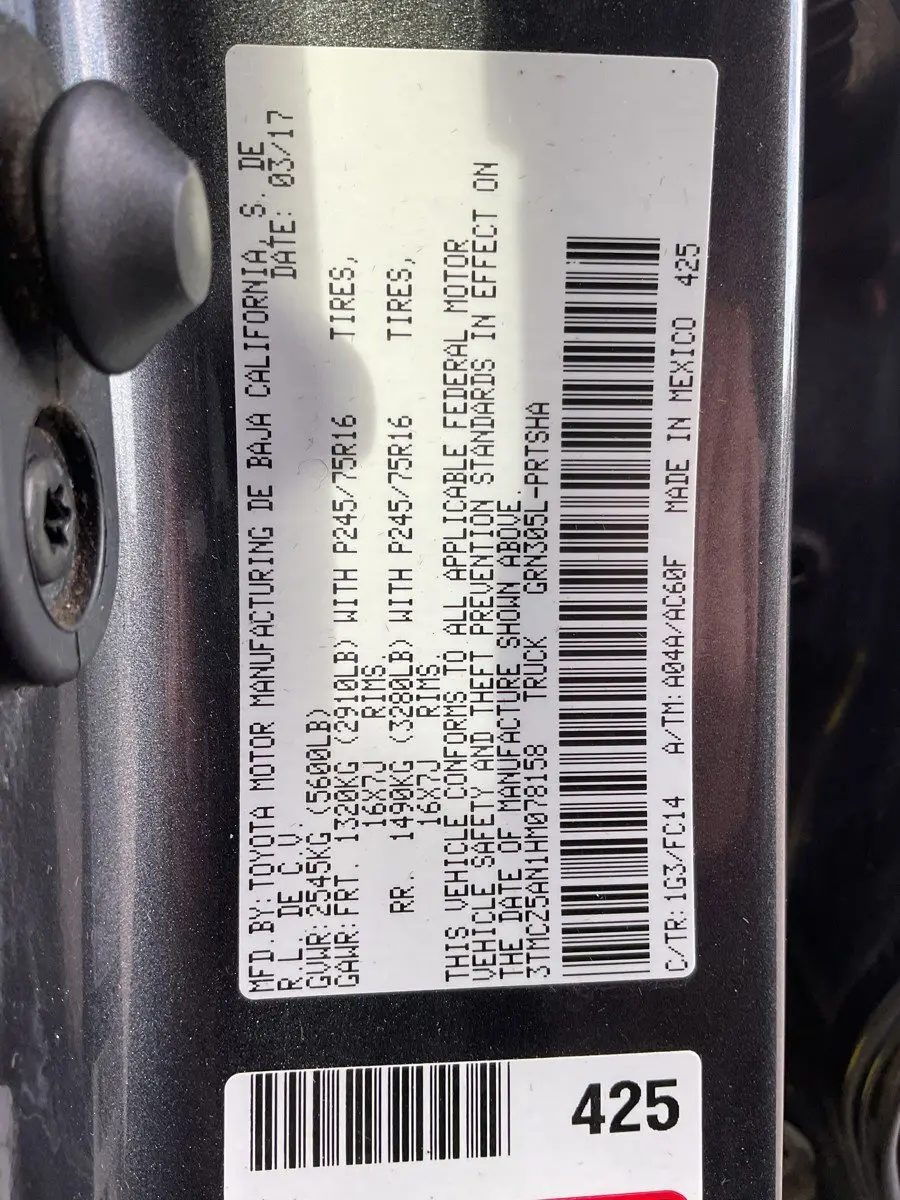 MFD.BY:TOYOTA MOTOR MANUFACTURING DE BAJA CALIFORNIA, S. DE
R.L. DE C.V. DATE: 03/17
GVWR:2545KG (5600LB)
GAWR:FRT. 1320KG (2910LB) WITH P245/75R16 TIRES,
16X7J RIMS.
RR. 1490KG (3280LB) WITH P245/75R16 TIRES,
16X7J RIMS
THIS VEHICLE CONFORMS TO ALL APPLICABLE FEDERAL MOTOR
VEHICLE SAFETY AND THEFT PREVENTION STANDARDS IN EFFECT ON
THE DATE OF MANUFACTURE SHOWN ABOVE.
3TMCZ5AN1HM078158 TRUCK GRN305L-PRTSHA
C/TR:1G3/FC14 A/TM:A04A/AC60F MADE IN MEXICO 425
425